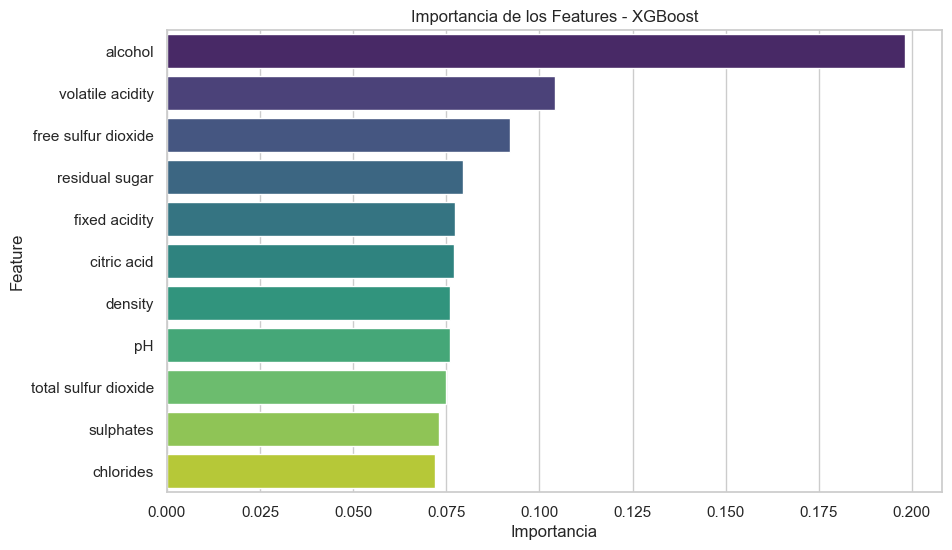 Importancia de los Features - XGBoost
Feature
alcohol
volatile acidity
free sulfur dioxide
residual sugar
fixed acidity
citric acid
density
pH
total sulfur dioxide
sulphates
chlorides
0.000 0.025 0.050 0.075 0.100 0.125 0.150 0.175 0.200
Importancia